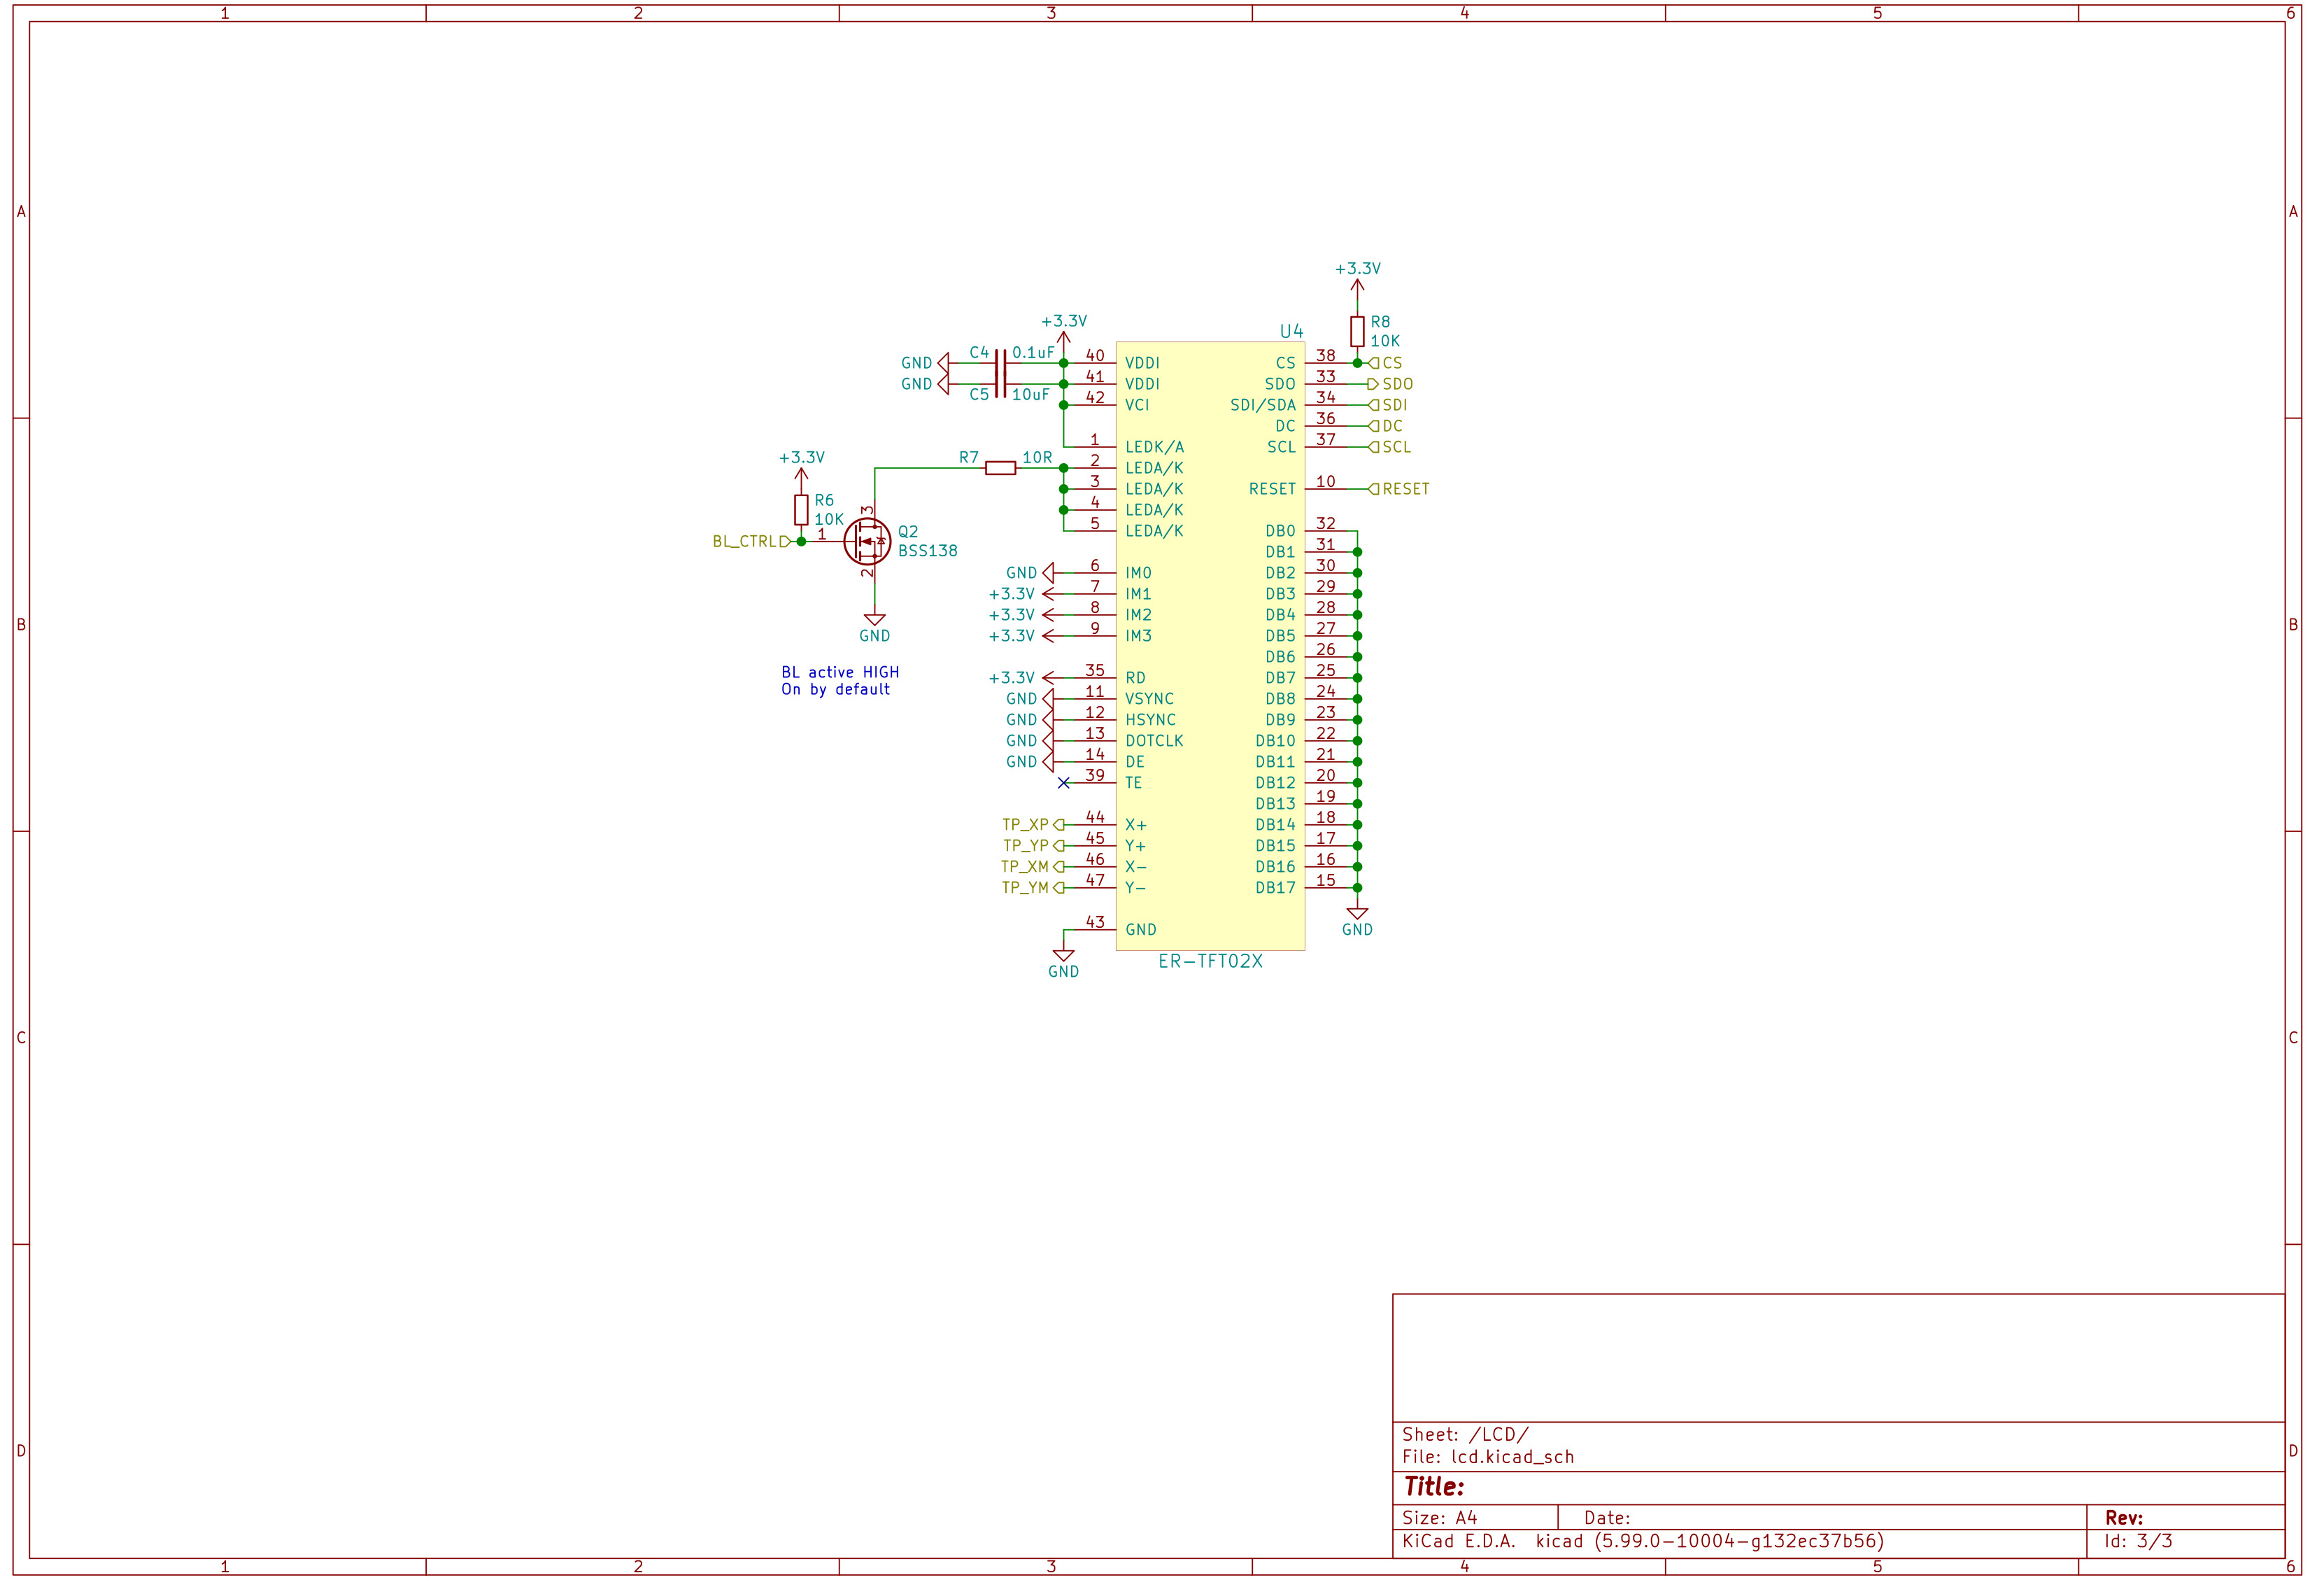 1 2 3 4 5 6
A A
+3.3V
R8
10K
+3.3V
U4
GND C4 0.1uF 40 VDDI CS 38 CS
GND C5 10uF 41 VDDI SDO 33 SDO
42 VCI SDI/SDA 34 SDI
DC 36 DC
1 LEDK/A SCL 37 SCL
R7 10R 2 LEDA/K
3 LEDA/K RESET 10 RESET
4 LEDA/K
5 LEDA/K DB0 32
+3.3V
R6
10K
BL_CTRL 1 3 2
Q2
BSS138
GND
BL active HIGH
On by default
DB1 31
GND 6 IM0 DB2 30
+3.3V 7 IM1 DB3 29
+3.3V 8 IM2 DB4 28
+3.3V 9 IM3 DB5 27
B B
DB6 26
+3.3V 35 RD DB7 25
GND 11 VSYNC DB8 24
GND 12 HSYNC DB9 23
GND 13 DOTCLK DB10 22
GND 14 DE DB11 21
39 TE DB12 20
DB13 19
TP_XP 44 X+ DB14 18
TP_YP 45 Y+ DB15 17
TP_XM 46 X- DB16 16
TP_YM 47 Y- DB17 15
43 GND GND
GND
ER-TFT02X
C C
Sheet: /LCD/
File: lcd.kicad_sch
D D
Title:
Size: A4 Date: Rev:
KiCad E.D.A. kicad (5.99.0-10004-g132ec37b56) Id: 3/3
1 2 3 4 5 6